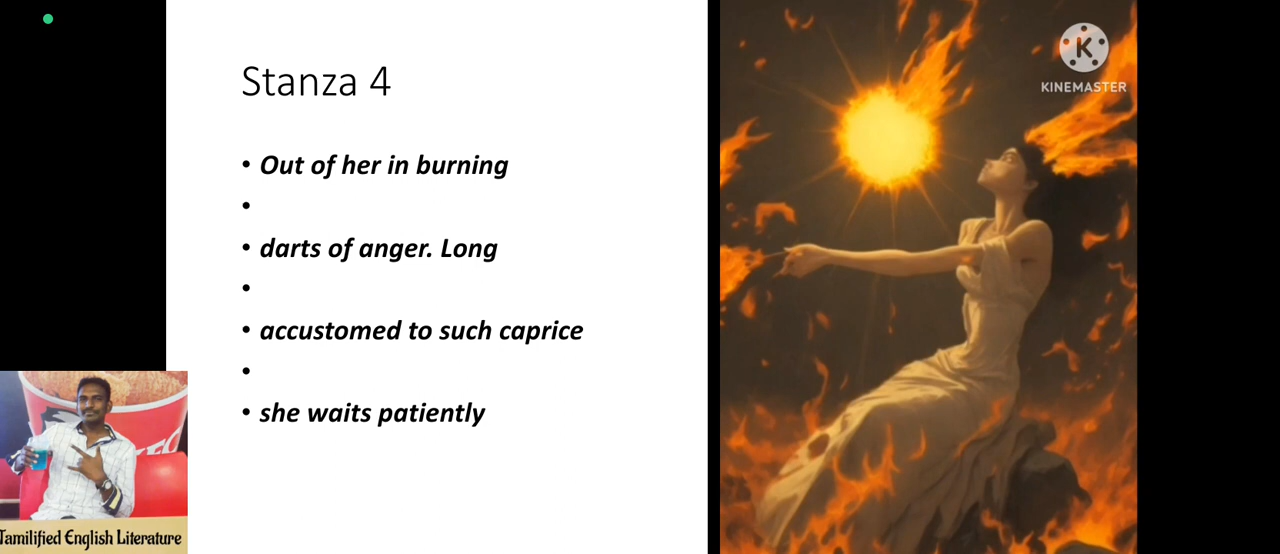 Stanza 4
• Out of her in burning
•
• darts of anger. Long
•
• accustomed to such caprice
•
• she waits patiently
K
KINEMASTER
Tamilified English Literature